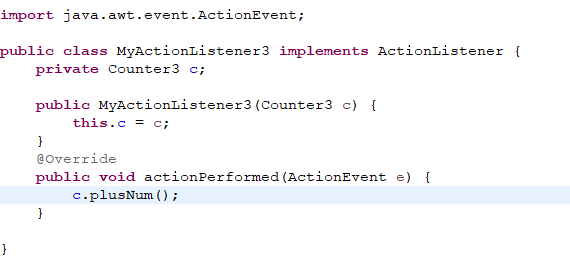 import java.awt.event.ActionEvent;
public class MyActionListener3 implements ActionListener {
private Counter3 c;
public MyActionListener3(Counter3 c) {
this.c = c;
}
@Override
public void actionPerformed(ActionEvent e) {
c.plusNum();
}
}